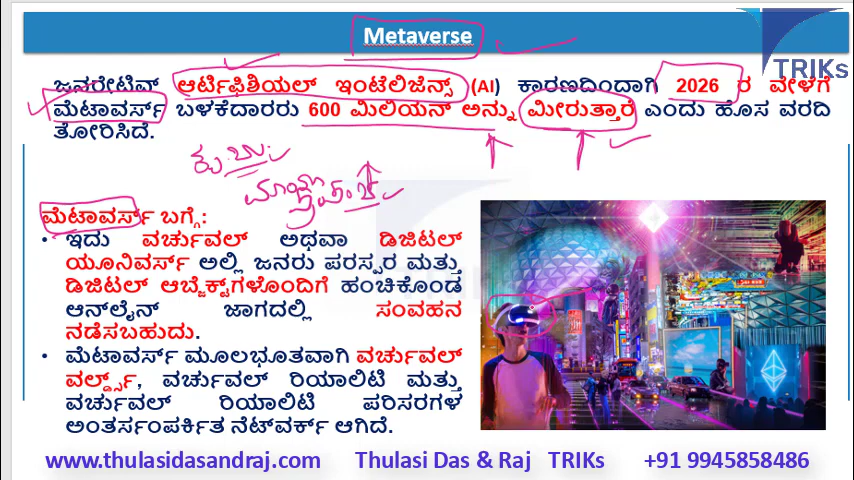 Metaverse
TRIKs
ಜನರೇಟಿವ್ ಆರ್ಟಿಫಿಶಿಯಲ್ ಇಂಟೆಲಿಜೆನ್ಸ್ (AI) ಕಾರಣದಿಂದಾಗಿ 2026 ರ ವೇಳೆಗೆ
ಮೆಟಾವರ್ಸ್ ಬಳಕೆದಾರರು 600 ಮಿಲಿಯನ್ ಅನ್ನು ಮೀರುತ್ತಾರೆ ಎಂದು ಹೊಸ ವರದಿ
ತೋರಿಸಿದೆ.
ಮೆಟಾವರ್ಸ್ ಬಗ್ಗೆ:
• ಇದು ವರ್ಚುವಲ್ ಅಥವಾ ಡಿಜಿಟಲ್
ಯೂನಿವರ್ಸ್ ಅಲ್ಲಿ ಜನರು ಪರಸ್ಪರ ಮತ್ತು
ಡಿಜಿಟಲ್ ಆಬ್ಜೆಕ್ಟ್‌ಗಳೊಂದಿಗೆ ಹಂಚಿಕೊಂಡ
ಆನ್‌ಲೈನ್ ಜಾಗದಲ್ಲಿ ಸಂವಹನ
ನಡೆಸಬಹುದು.
• ಮೆಟಾವರ್ಸ್ ಮೂಲಭೂತವಾಗಿ ವರ್ಚುವಲ್
ವರ್ಲ್ಡ್ಸ್, ವರ್ಚುವಲ್ ರಿಯಾಲಿಟಿ ಮತ್ತು
ವರ್ಚುವಲ್ ರಿಯಾಲಿಟಿ ಪರಿಸರಗಳ
ಅಂತರ್ಸಂಪರ್ಕಿತ ನೆಟ್‌ವರ್ಕ್ ಆಗಿದೆ.
www.thulasidasandraj.com Thulasi Das & Raj TRIKs +91 9945858486